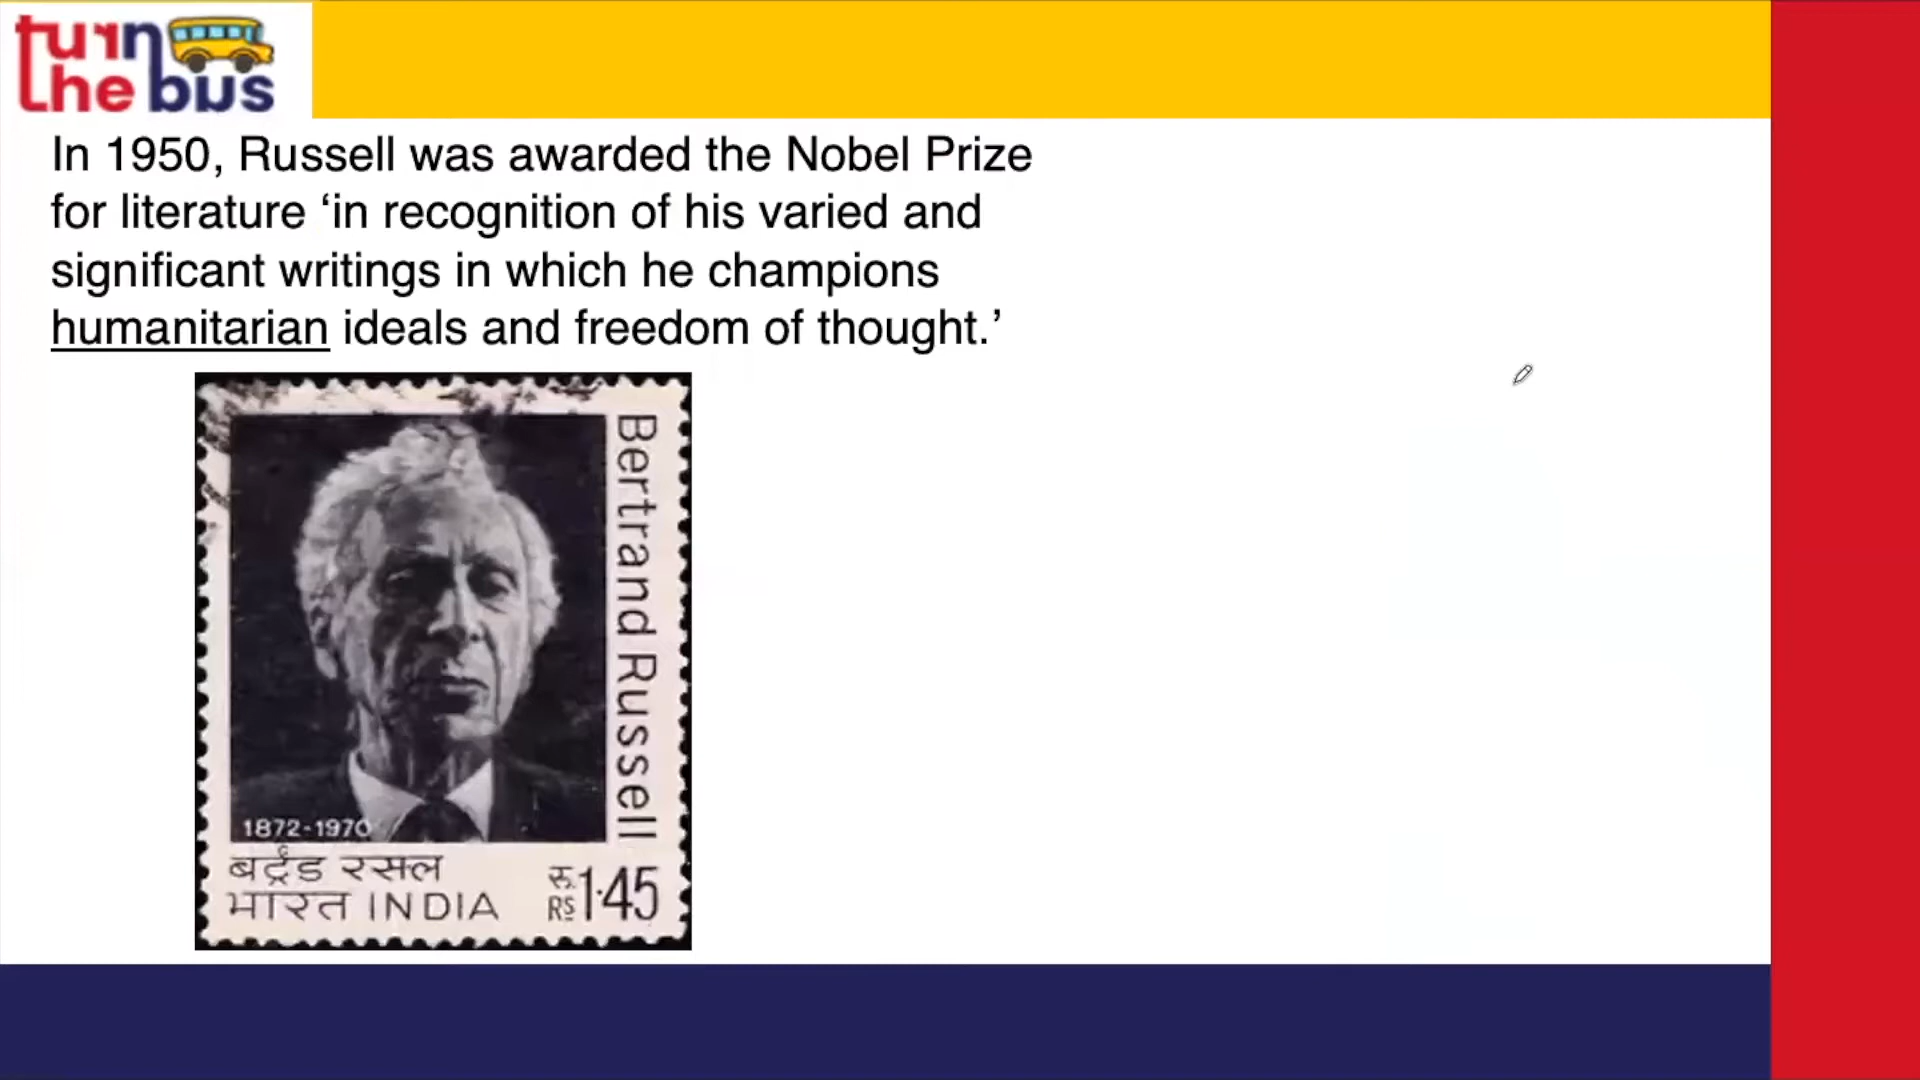 turn
the bus
In 1950, Russell was awarded the Nobel Prize
for literature ‘in recognition of his varied and
significant writings in which he champions
humanitarian ideals and freedom of thought.’
Bertrand Russell
1872-1970
बर्ट्रेंड रसल
भारत INDIA
रु. RS 1·45